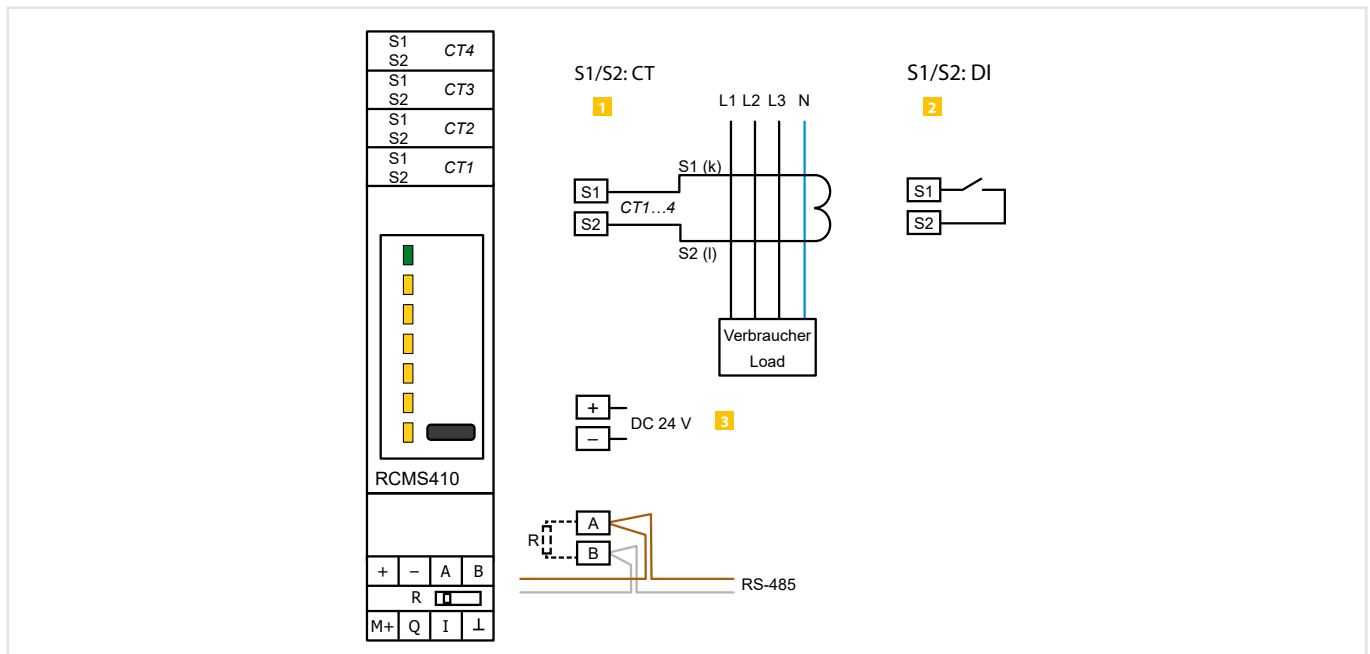 S1
S2 CT4
S1
S2 CT3
S1
S2 CT2
S1
S2 CT1
RCMS410
+ − A B
R
M+ Q I ⊥
S1/S2: CT
1
L1 L2 L3 N
S1 (k)
S1
CT1...4
S2
S2 (l)
Verbraucher
Load
+
DC 24 V
−
3
A
R
B
RS-485
S1/S2: DI
2
S1
S2